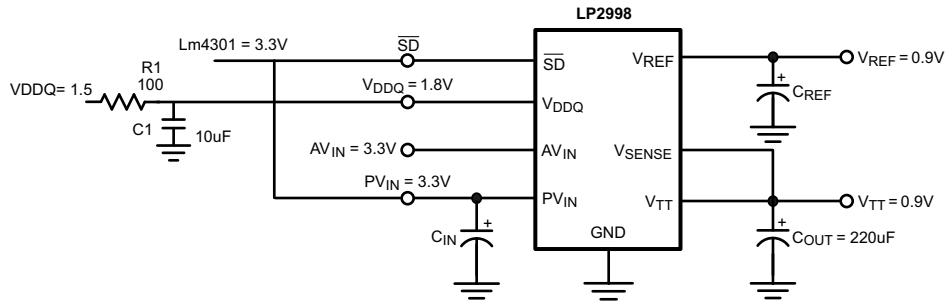 LP2998
Lm4301 = 3.3V
SD
SD
VREF
VREF = 0.9V
R1
100
VDDQ= 1.5
VDDQ = 1.8V
VDDQ
+
CREF
C1
10uF
AVIN = 3.3V
AVIN
VSENSE
PVIN = 3.3V
PVIN
VTT
VTT = 0.9V
+
CIN
GND
+
COUT = 220uF